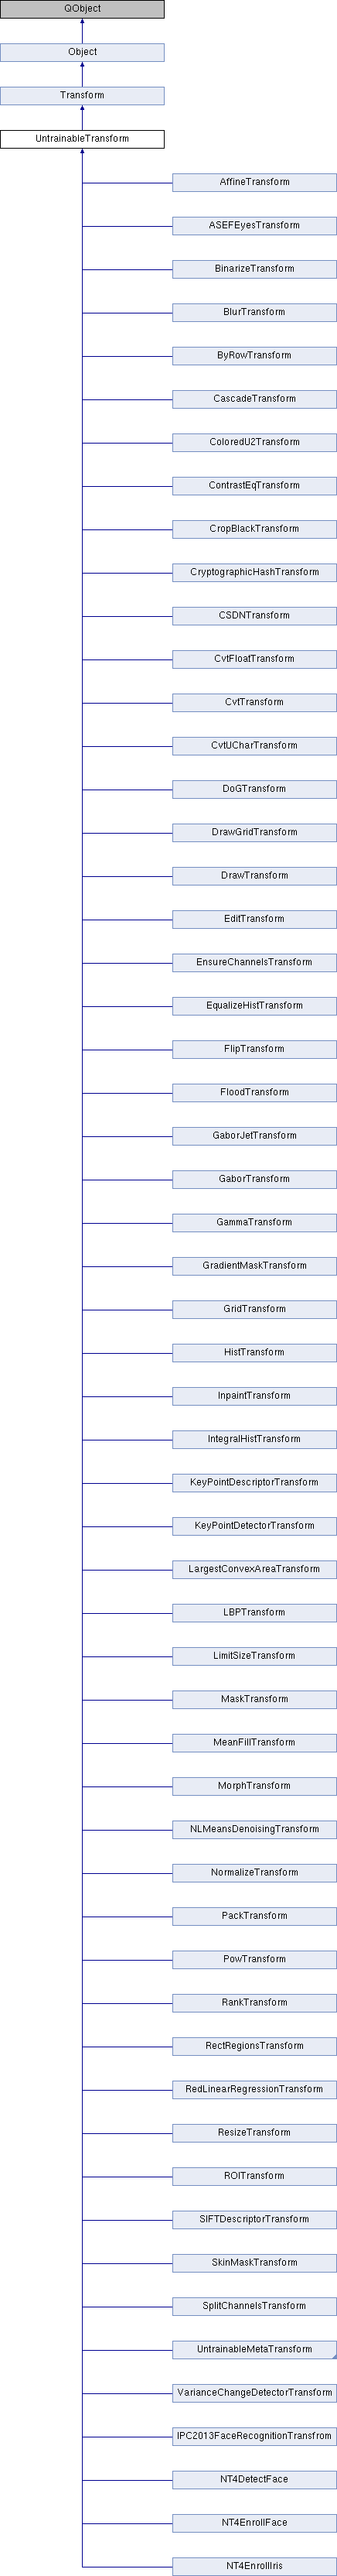 QObject
Object
Transform
UntrainableTransform
AffineTransform
ASEFEyesTransform
BinarizeTransform
BlurTransform
ByRowTransform
CascadeTransform
ColoredU2Transform
ContrastEqTransform
CropBlackTransform
CryptographicHashTransform
CSDNTransform
CvtFloatTransform
CvtTransform
CvtUCharTransform
DoGTransform
DrawGridTransform
DrawTransform
EditTransform
EnsureChannelsTransform
EqualizeHistTransform
FlipTransform
FloodTransform
GaborJetTransform
GaborTransform
GammaTransform
GradientMaskTransform
GridTransform
HistTransform
InpaintTransform
IntegralHistTransform
KeyPointDescriptorTransform
KeyPointDetectorTransform
LargestConvexAreaTransform
LBPTransform
LimitSizeTransform
MaskTransform
MeanFillTransform
MorphTransform
NLMeansDenoisingTransform
NormalizeTransform
PackTransform
PowTransform
RankTransform
RectRegionsTransform
RedLinearRegressionTransform
ResizeTransform
ROITransform
SIFTDescriptorTransform
SkinMaskTransform
SplitChannelsTransform
UntrainableMetaTransform
VarianceChangeDetectorTransform
IPC2013FaceRecognitionTransfrom
NT4DetectFace
NT4EnrollFace
NT4EnrollIris